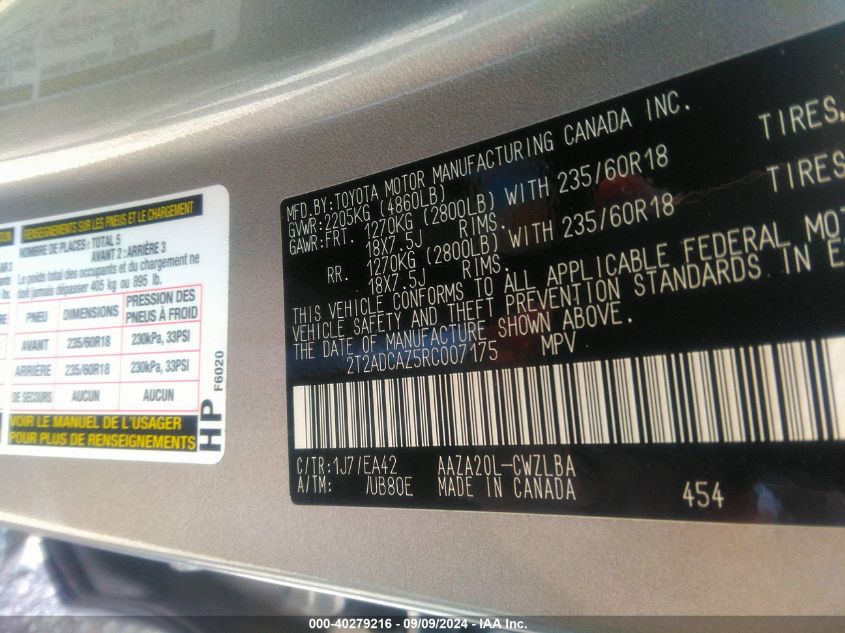 TION
RENSEIGNEMENTS SUR LES PNEUS ET LE CHARGEMENT
NOMBRE DE PLACES : TOTAL 5
AVANT 2 : ARRIÈRE 3
Le poids total des occupants et du chargement ne
doit jamais dépasser 405 kg ou 895 lb.
PNEU DIMENSIONS PRESSION DES PNEUS À FROID
AVANT 235/60R18 230kPa, 33PSI
ARRIÈRE 235/60R18 230kPa, 33PSI
DE SECOURS AUCUN AUCUN
VOIR LE MANUEL DE L'USAGER
POUR PLUS DE RENSEIGNEMENTS
HP F6020
MFD.BY:TOYOTA MOTOR MANUFACTURING CANADA INC.
GVWR:2205KG (4860LB)
GAWR:FRT. 1270KG (2800LB) WITH 235/60R18 TIRES,
18X7.5J RIMS.
RR. 1270KG (2800LB) WITH 235/60R18 TIRES
18X7.5J RIMS.
THIS VEHICLE CONFORMS TO ALL APPLICABLE FEDERAL MOT
VEHICLE SAFETY AND THEFT PREVENTION STANDARDS IN E
THE DATE OF MANUFACTURE SHOWN ABOVE.
2T2ADCAZ5RC007175 MPV
C/TR:1J7/EA42 AAZA20L-CWZLBA
A/TM: /UB80E MADE IN CANADA 454
000-40279216 - 09/09/2024 - IAA Inc.